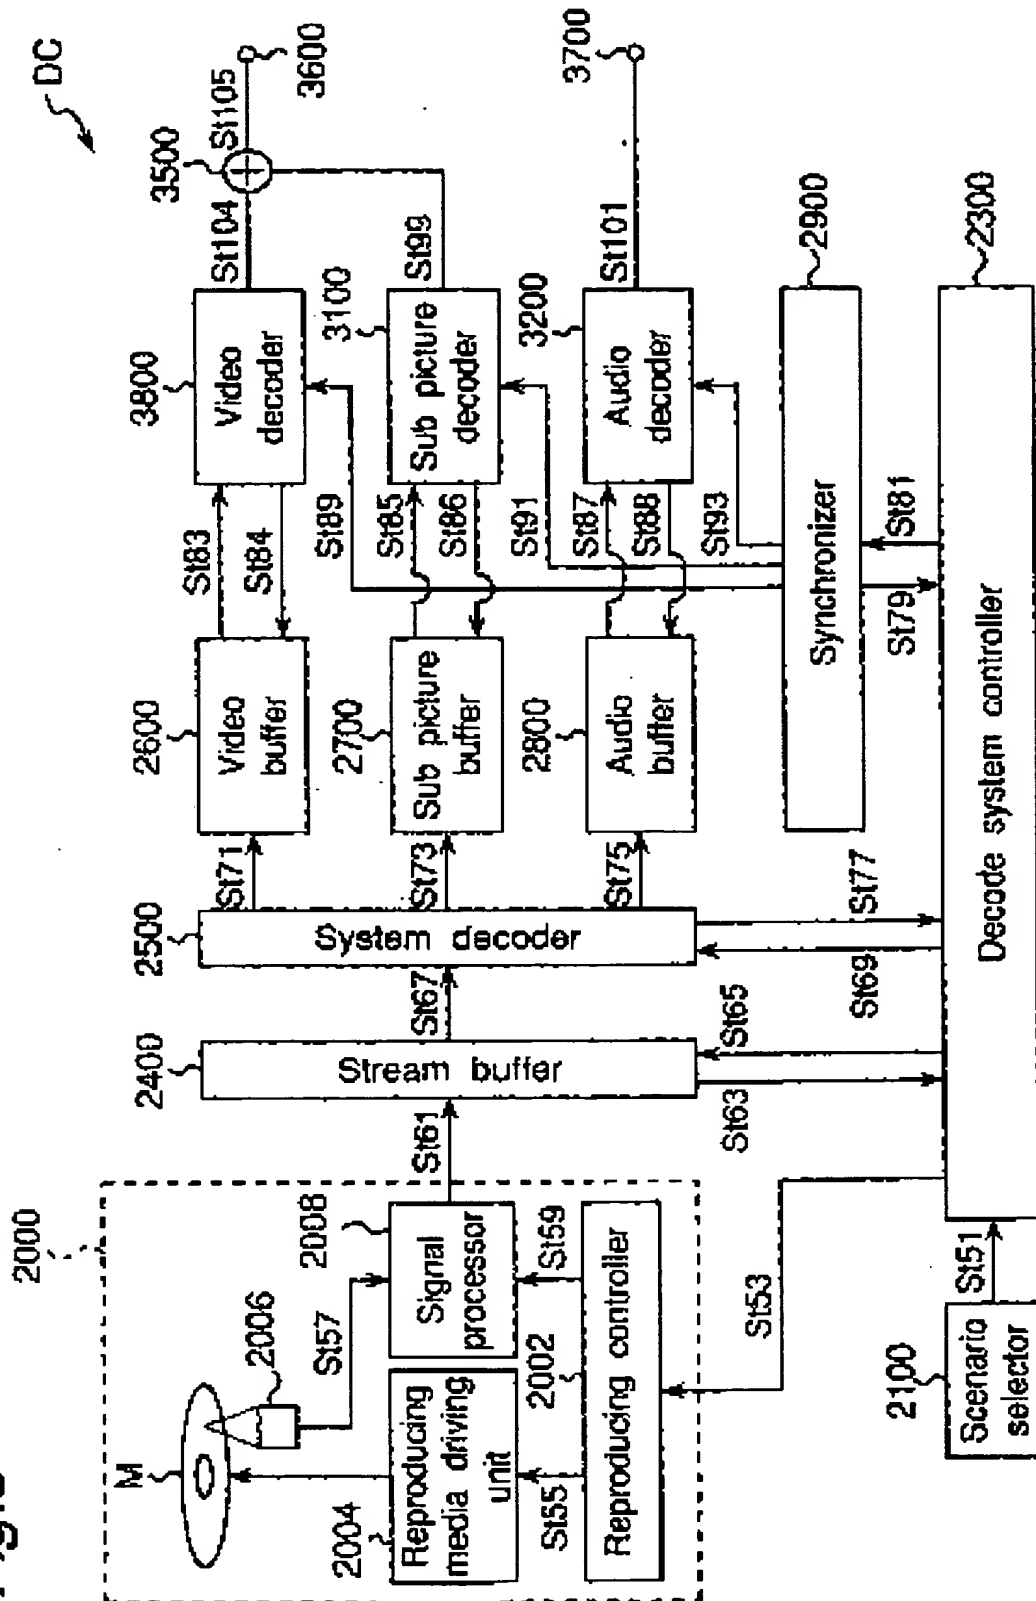 DC
2000
M
2006
St57
2008
Signal
processor
St59
2004
Reproducing
media driving
unit
St55
2002
Reproducing controller
St53
2100
Scenario
selector
St51
St61
2400
Stream buffer
St63
St65
St67
2500
System decoder
St69
St77
St71
St73
St75
2600
Video
buffer
2700
Sub picture
buffer
2800
Audio
buffer
St83
St84
St89
St85
St86
St91
St87
St88
St93
3800
Video
decoder
3100
Sub picture
decoder
3200
Audio
decoder
St104
3500
St105
3600
St99
St101
3700
2900
Synchronizer
St79
St81
2300
Decode system controller